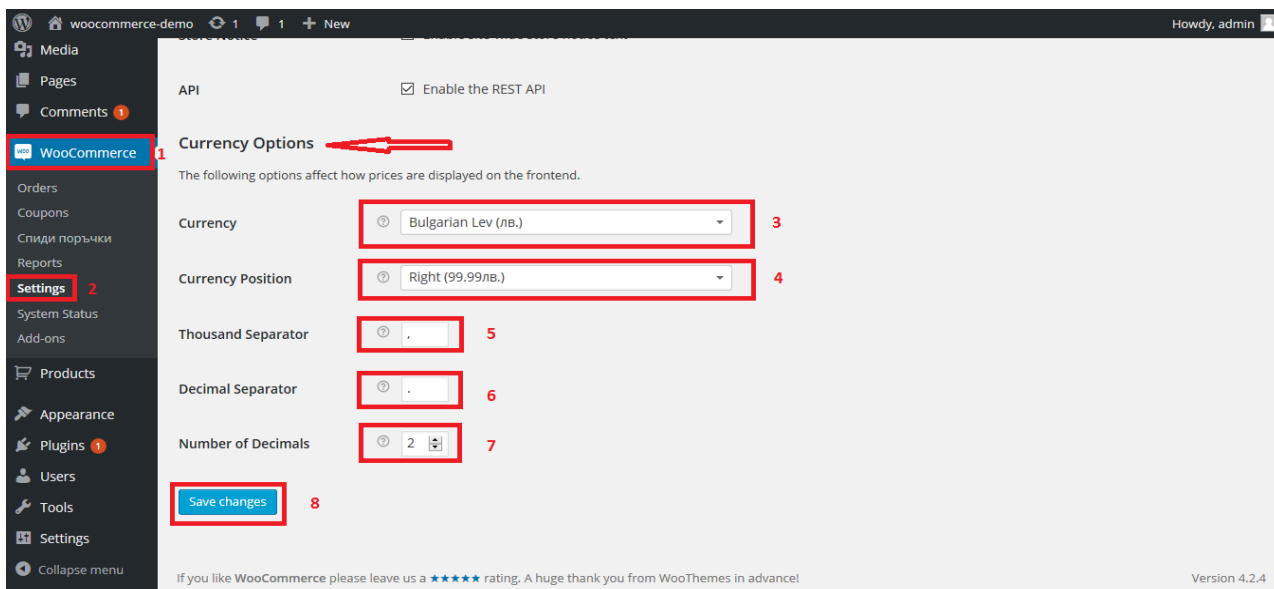 woocommerce-demo 1 1 + New Howdy, admin
Media
Pages
Comments 1
WooCommerce 1
Orders
Coupons
Спиди поръчки
Reports
Settings 2
System Status
Add-ons
Products
Appearance
Plugins 1
Users
Tools
Settings
Collapse menu
API Enable the REST API
Currency Options
The following options affect how prices are displayed on the frontend.
Currency Bulgarian Lev (лв.) 3
Currency Position Right (99.99лв.) 4
Thousand Separator , 5
Decimal Separator . 6
Number of Decimals 2 7
Save changes 8
If you like WooCommerce please leave us a ★★★★★ rating. A huge thank you from WooThemes in advance! Version 4.2.4